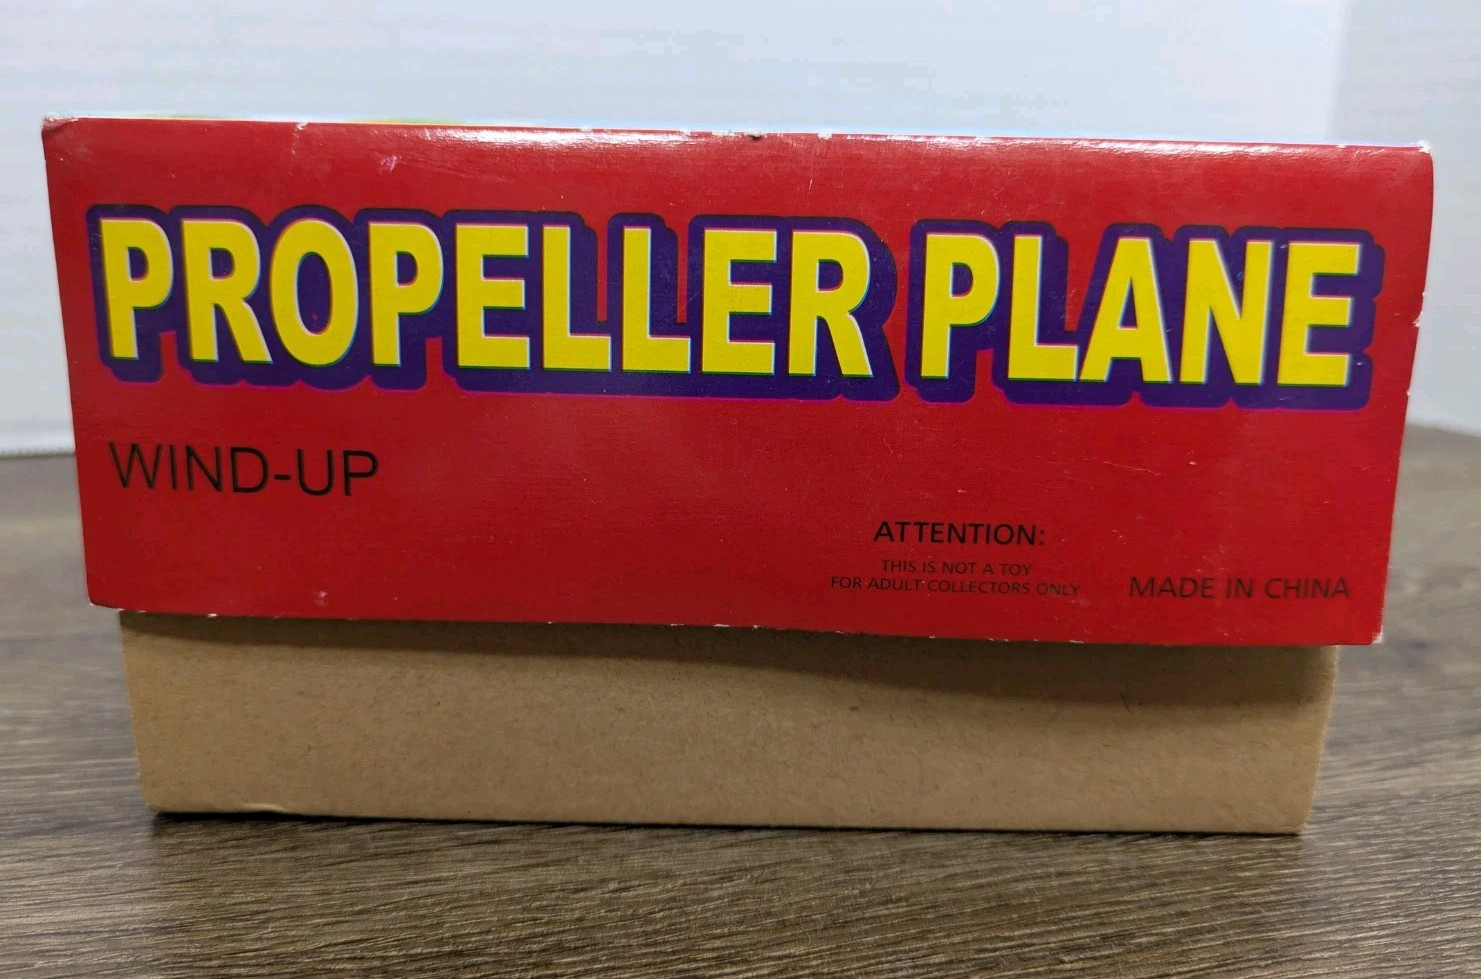 PROPELLER PLANE
WIND-UP
ATTENTION:
THIS IS NOT A TOY
FOR ADULT COLLECTORS ONLY
MADE IN CHINA